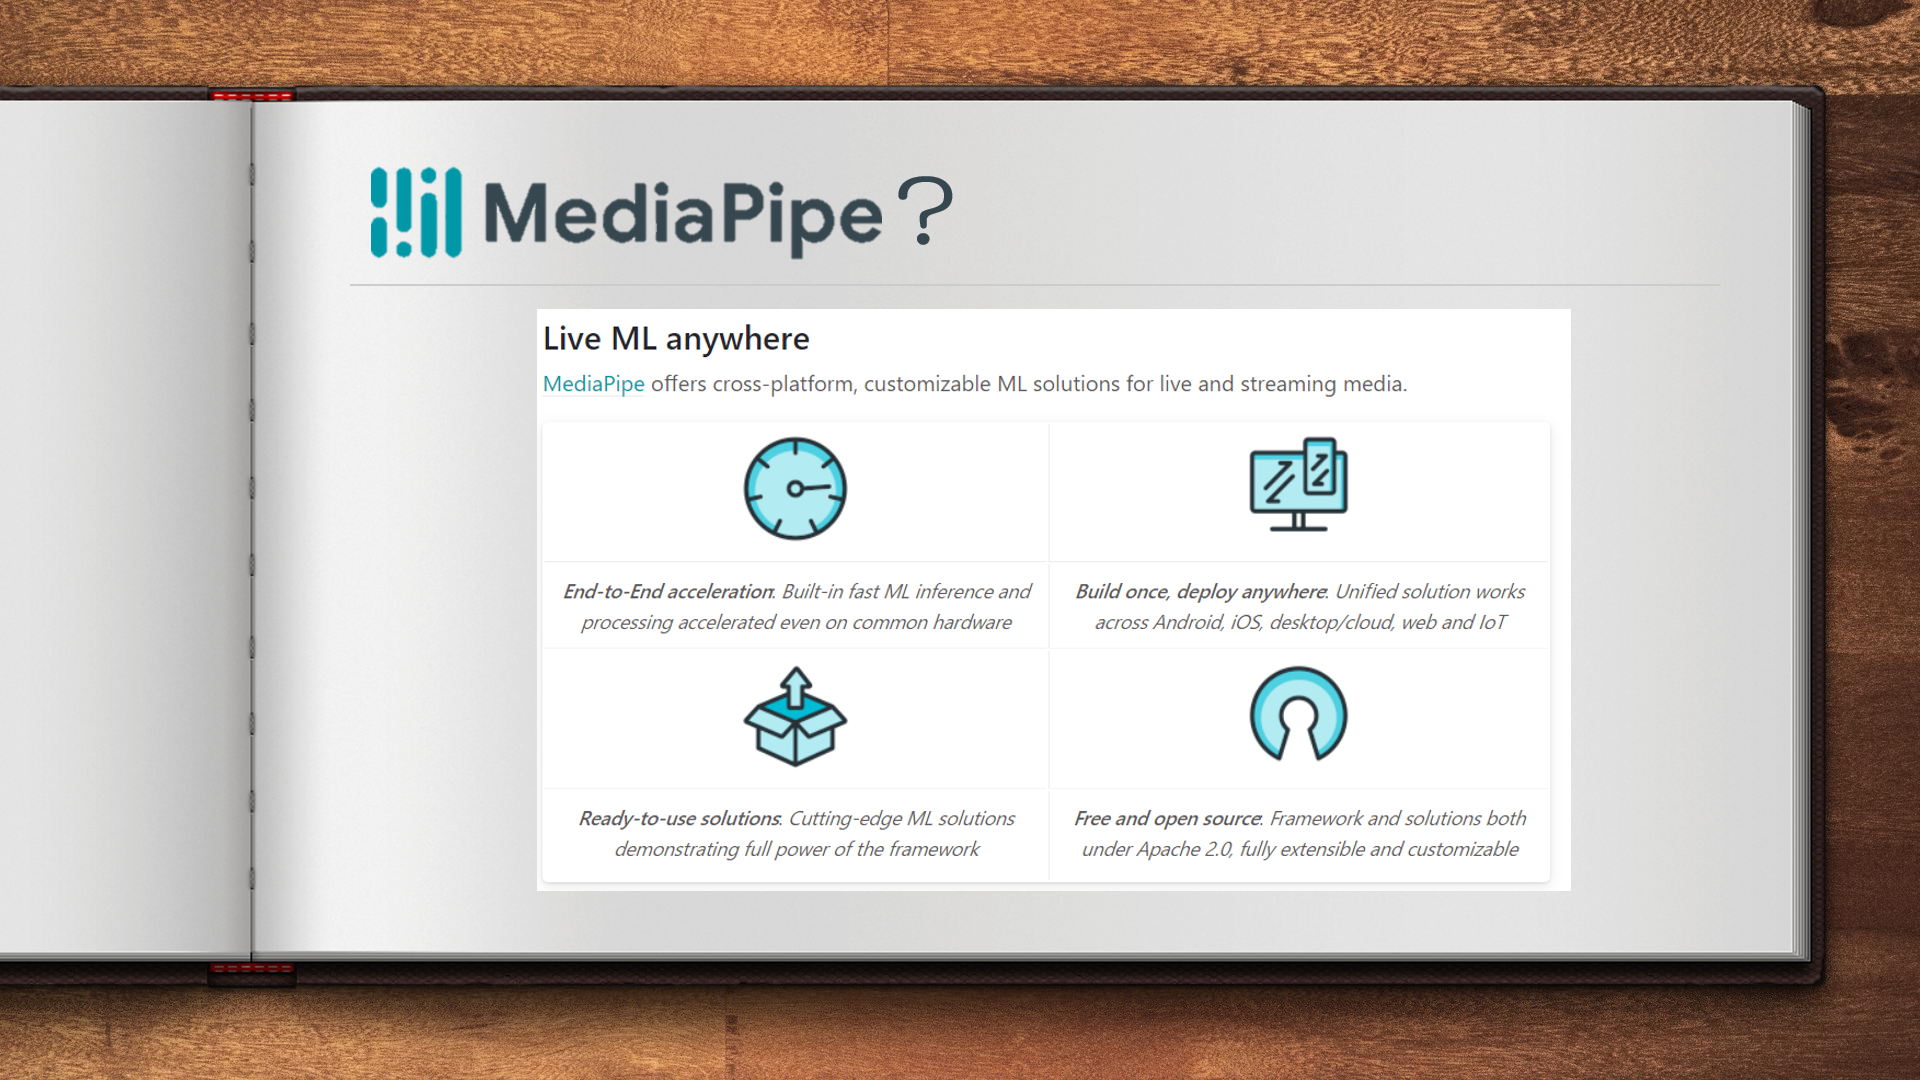 MediaPipe?
Live ML anywhere
MediaPipe offers cross-platform, customizable ML solutions for live and streaming media.
End-to-End acceleration: Built-in fast ML inference and
processing accelerated even on common hardware
Build once, deploy anywhere: Unified solution works
across Android, iOS, desktop/cloud, web and IoT
Ready-to-use solutions: Cutting-edge ML solutions
demonstrating full power of the framework
Free and open source: Framework and solutions both
under Apache 2.0, fully extensible and customizable